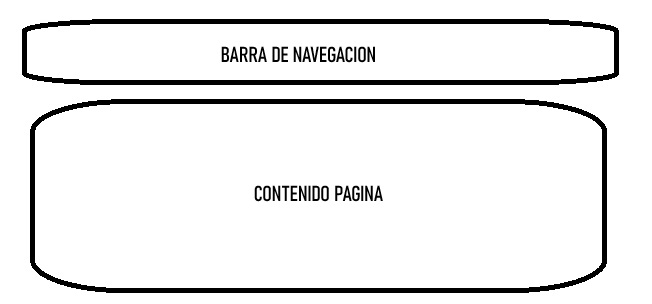 BARRA DE NAVEGACION
CONTENIDO PAGINA